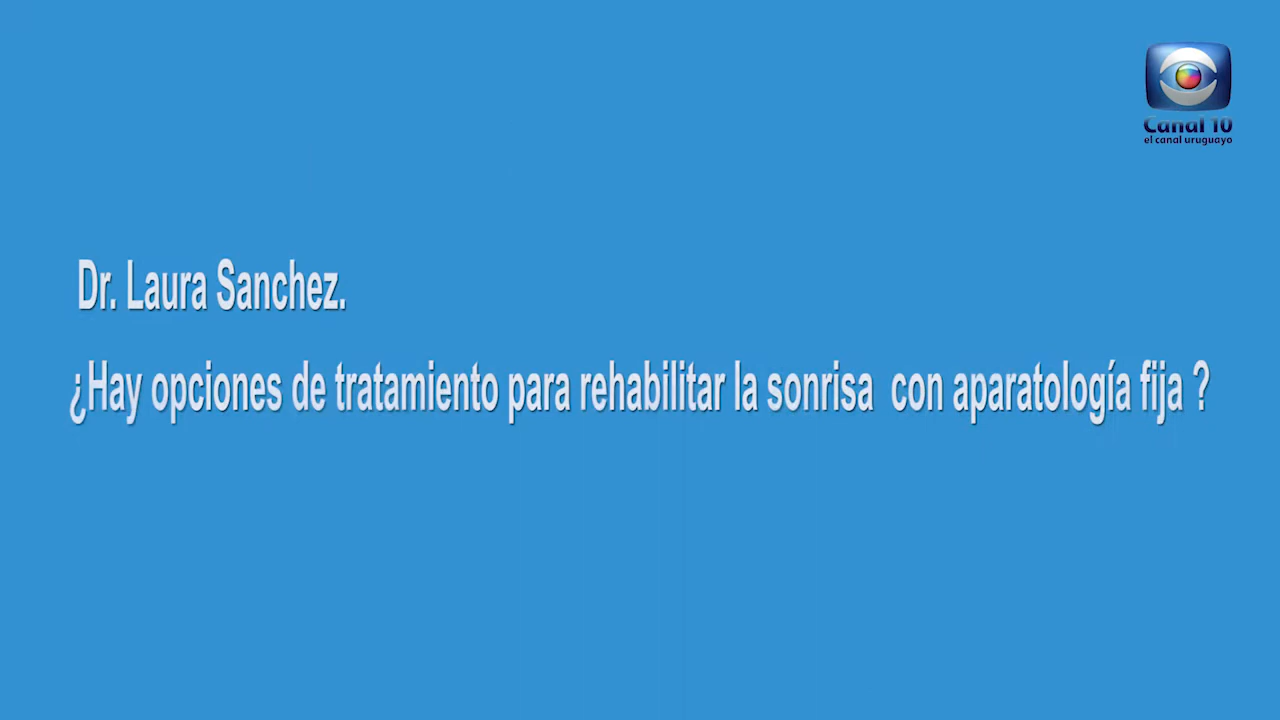 Canal 10
el canal uruguayo
Dr. Laura Sanchez.
¿Hay opciones de tratamiento para rehabilitar la sonrisa con aparatología fija ?